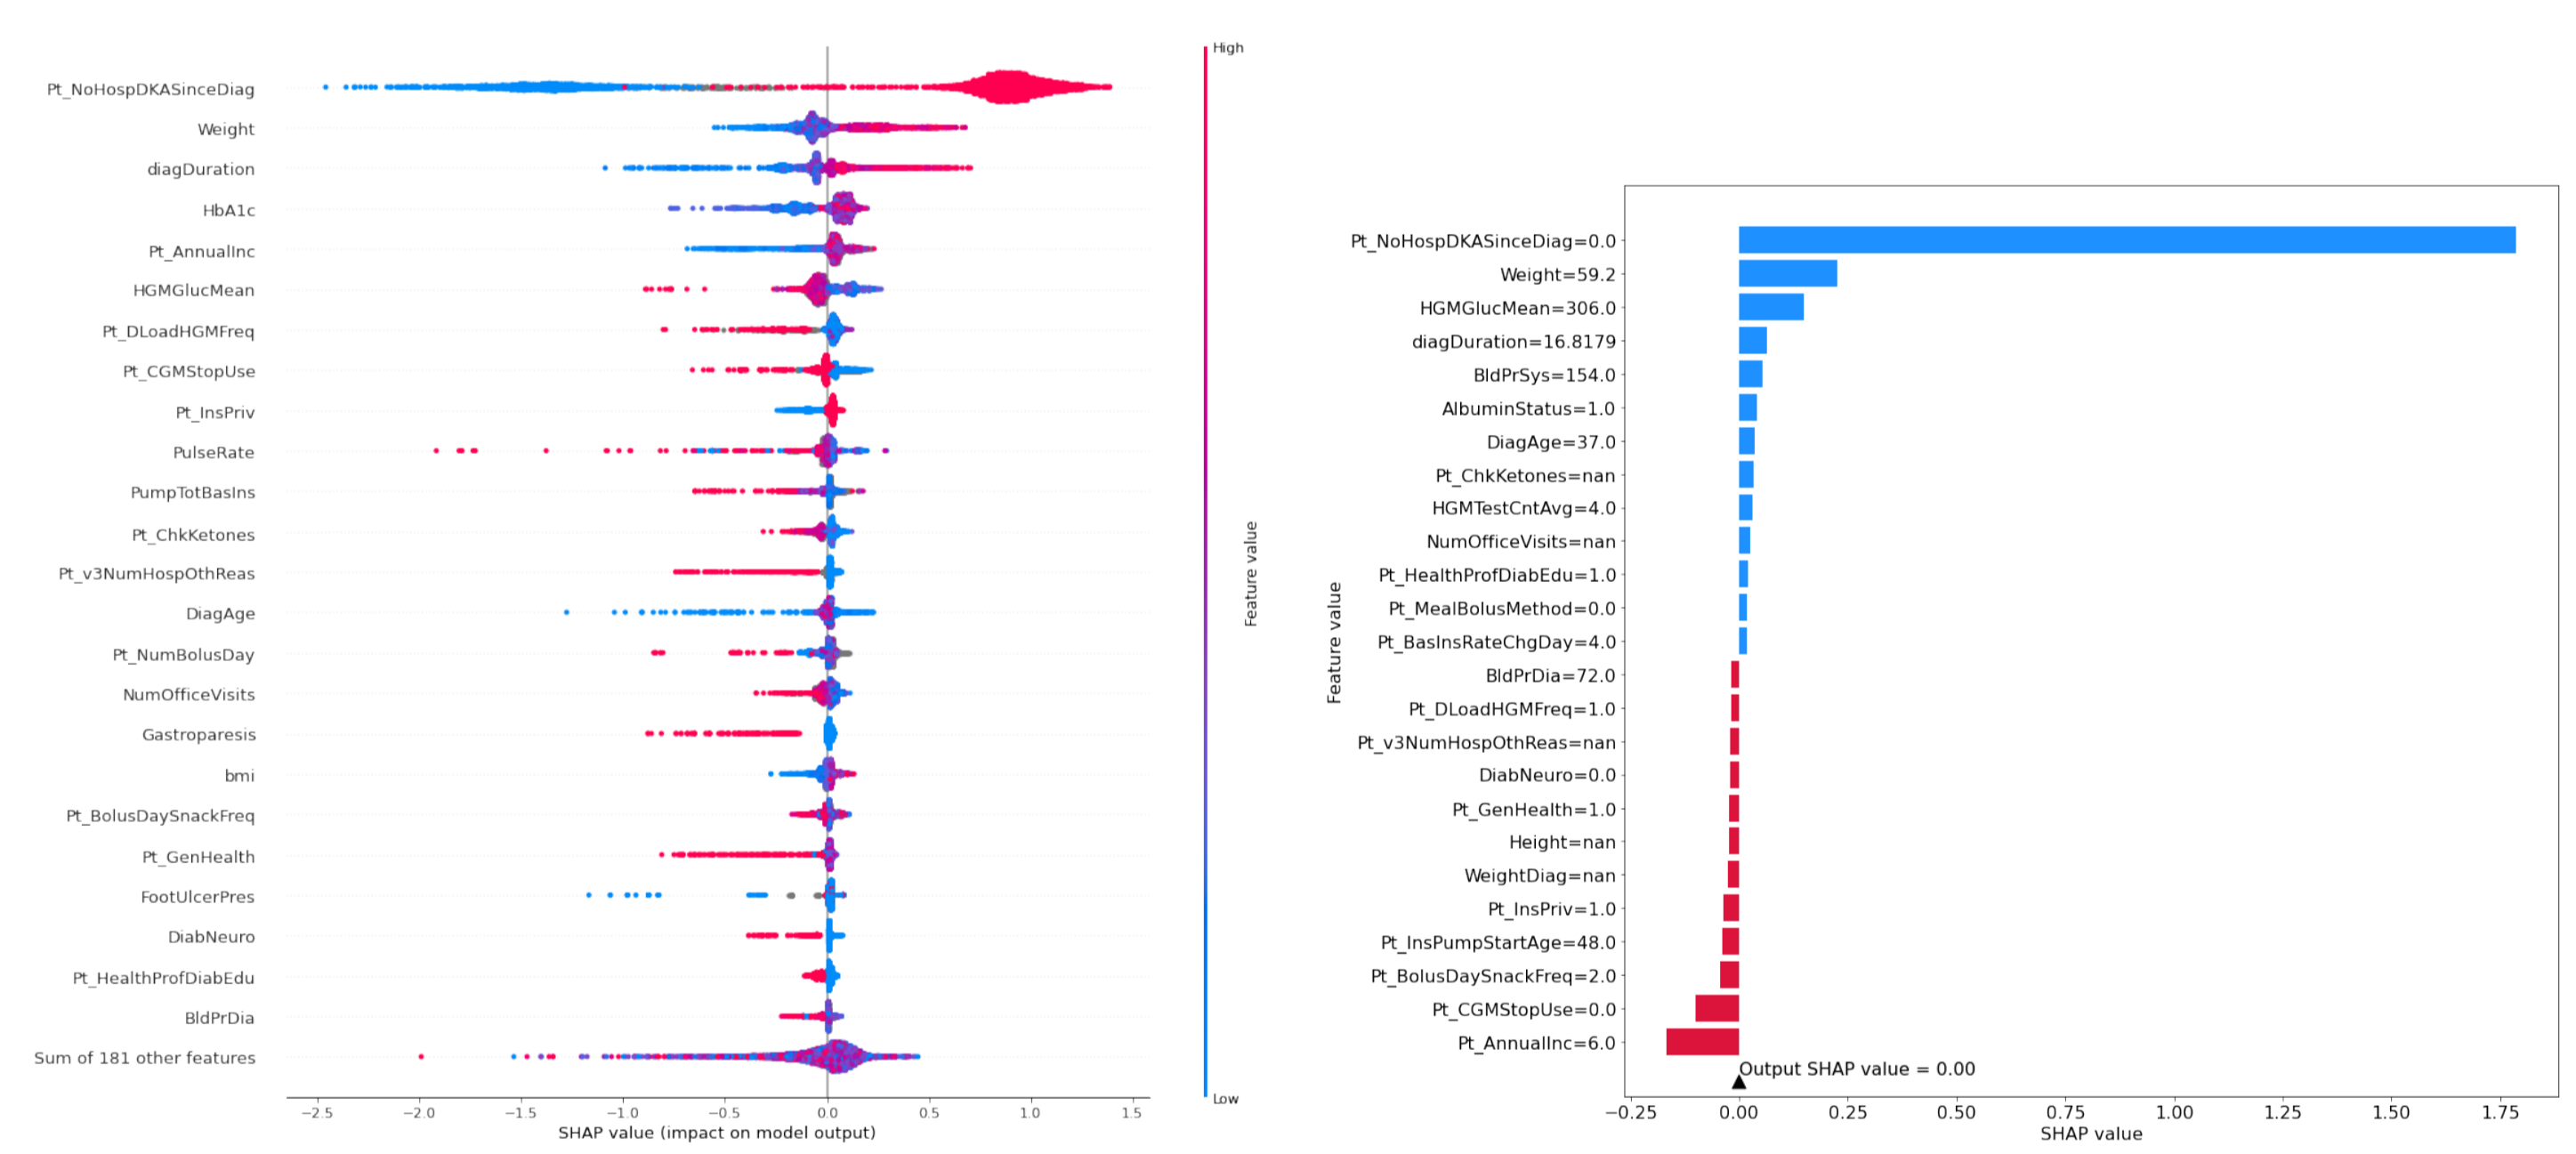 High
Pt_NoHospDKASinceDiag
Weight
diagDuration
HbA1c
Pt_AnnualInc
HGMGlucMean
Pt_DLoadHGMFreq
Pt_CGMStopUse
Pt_InsPriv
PulseRate
PumpTotBasIns
Pt_ChkKetones
Pt_v3NumHospOthReas
DiagAge
Pt_NumBolusDay
NumOfficeVisits
Gastroparesis
bmi
Pt_BolusDaySnackFreq
Pt_GenHealth
FootUlcerPres
DiabNeuro
Pt_HealthProfDiabEdu
BldPrDia
Sum of 181 other features
−2.5 −2.0 −1.5 −1.0 −0.5 0.0 0.5 1.0 1.5
SHAP value (impact on model output)
Feature value
Low
Feature value
Pt_NoHospDKASinceDiag=0.0
Weight=59.2
HGMGlucMean=306.0
diagDuration=16.8179
BldPrSys=154.0
AlbuminStatus=1.0
DiagAge=37.0
Pt_ChkKetones=nan
HGMTestCntAvg=4.0
NumOfficeVisits=nan
Pt_HealthProfDiabEdu=1.0
Pt_MealBolusMethod=0.0
Pt_BasInsRateChgDay=4.0
BldPrDia=72.0
Pt_DLoadHGMFreq=1.0
Pt_v3NumHospOthReas=nan
DiabNeuro=0.0
Pt_GenHealth=1.0
Height=nan
WeightDiag=nan
Pt_InsPriv=1.0
Pt_InsPumpStartAge=48.0
Pt_BolusDaySnackFreq=2.0
Pt_CGMStopUse=0.0
Pt_AnnualInc=6.0
Output SHAP value = 0.00
−0.25 0.00 0.25 0.50 0.75 1.00 1.25 1.50 1.75
SHAP value